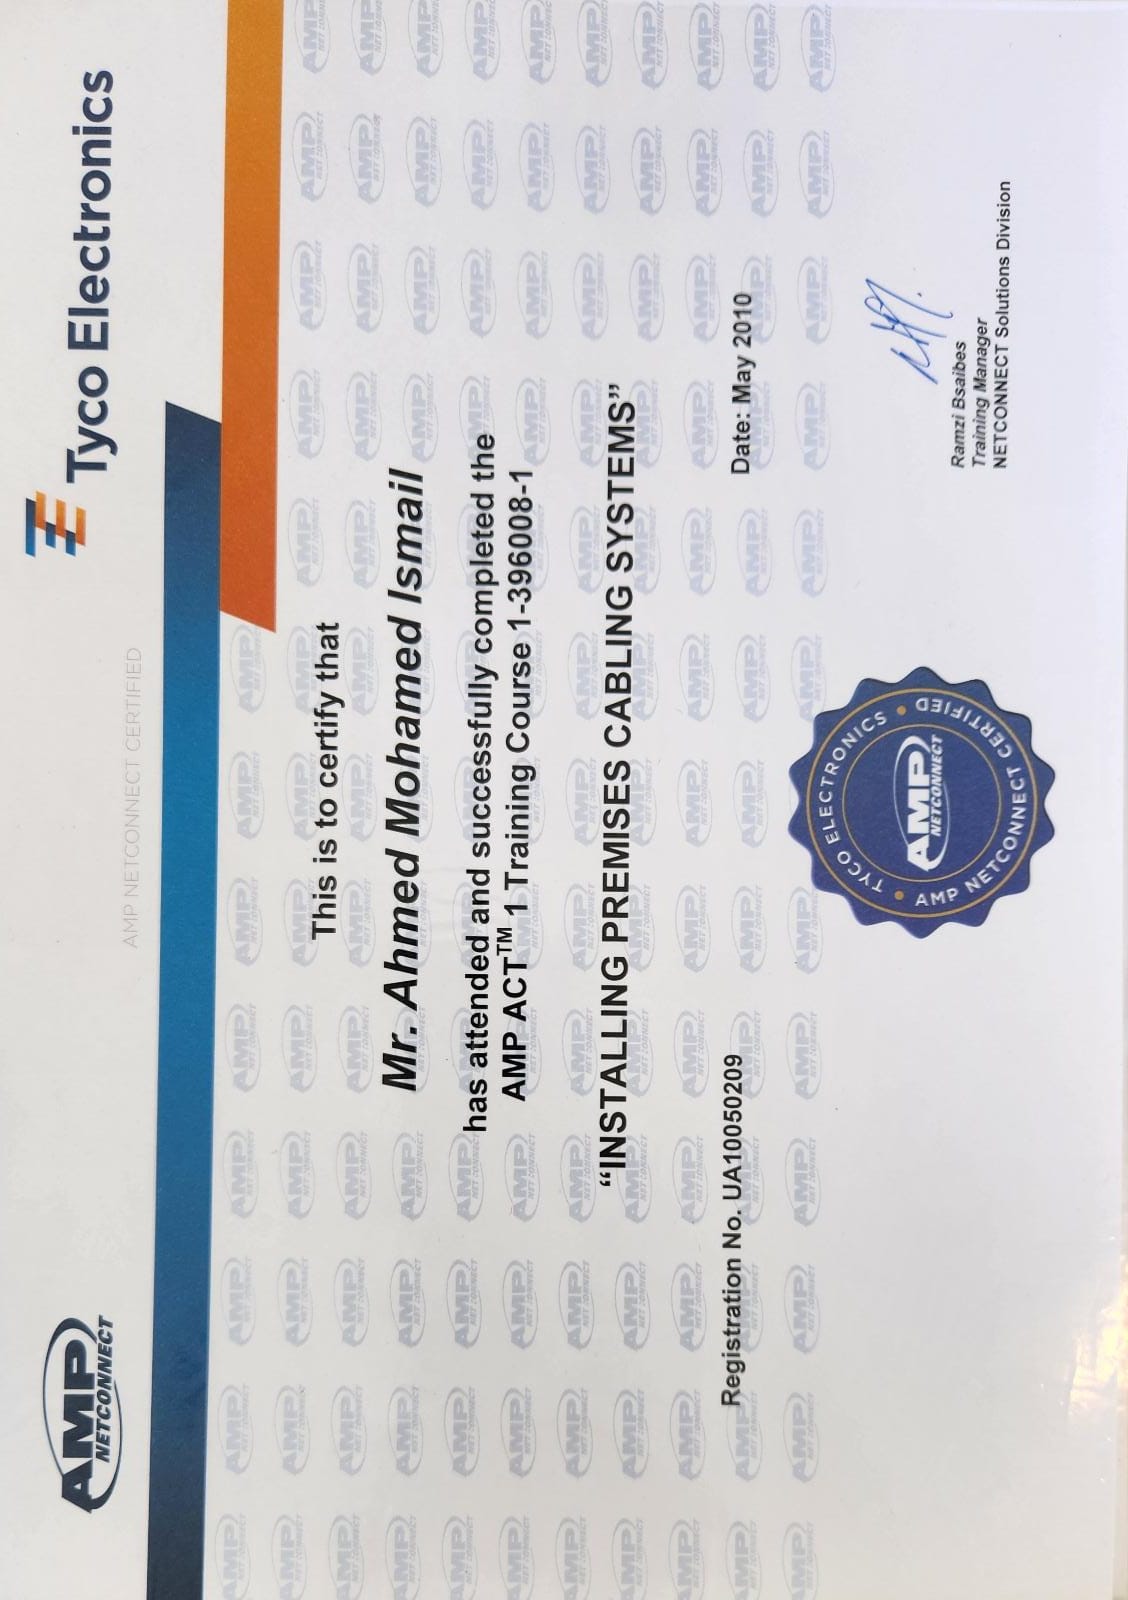 AMP
NETCONNECT
Tyco Electronics
AMP NETCONNECT CERTIFIED
This is to certify that
Mr. Ahmed Mohamed Ismail
has attended and successfully completed the
AMP ACT™ 1 Training Course 1-396008-1
“INSTALLING PREMISES CABLING SYSTEMS”
Registration No. UA10050209
Date: May 2010
TYCO ELECTRONICS
AMP
NETCONNECT
AMP NETCONNECT CERTIFIED
Ramzi Bsaibes
Training Manager
NETCONNECT Solutions Division